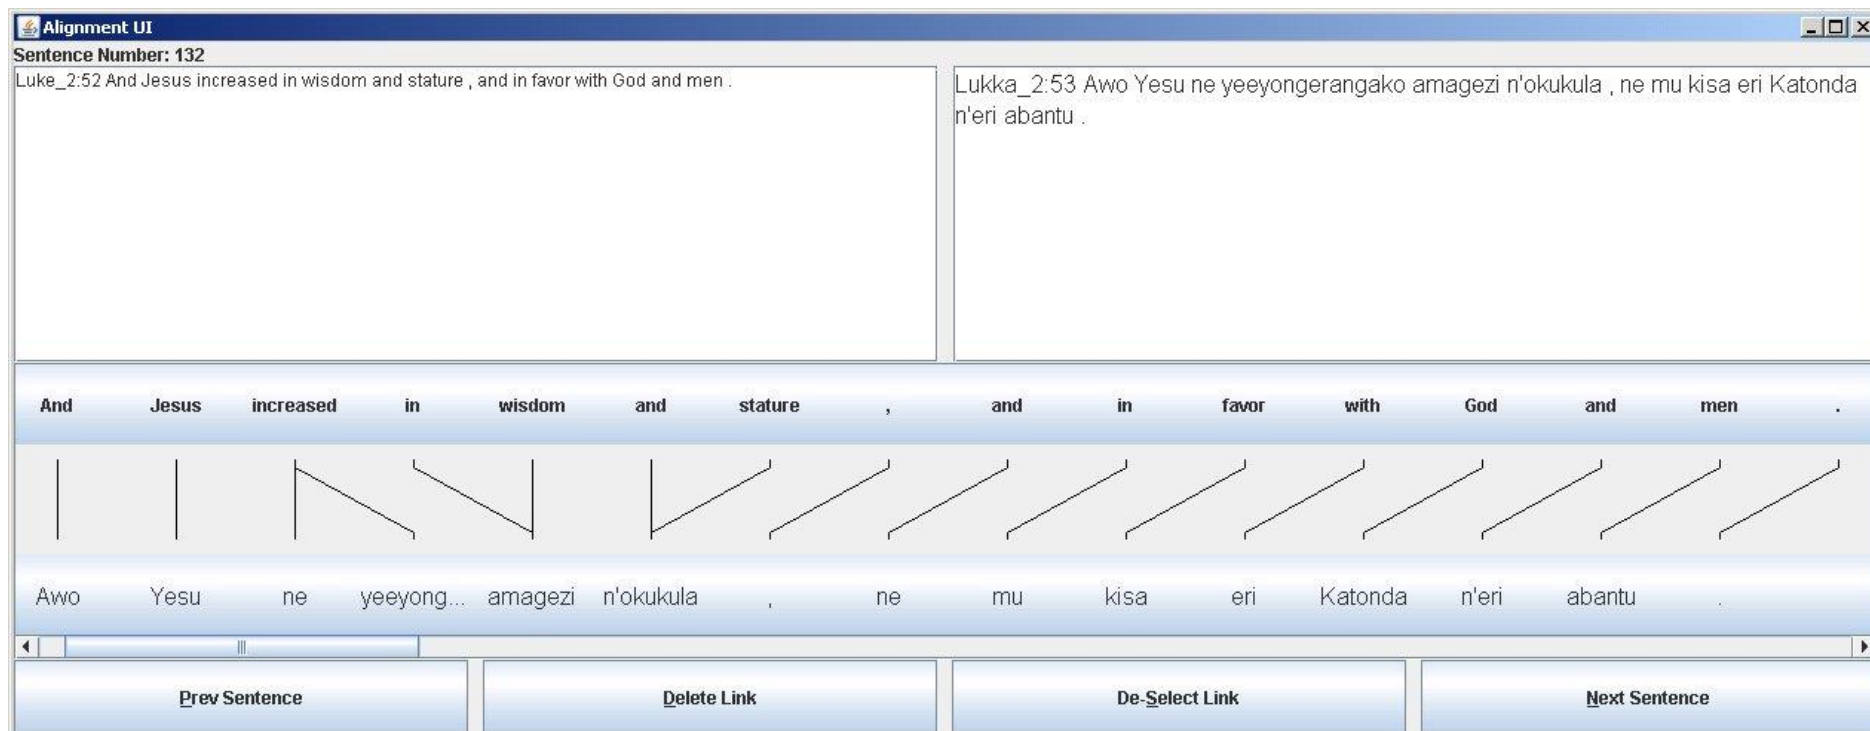 Alignment UI
Sentence Number: 132
Luke_2:52 And Jesus increased in wisdom and stature , and in favor with God and men .
Lukka_2:53 Awo Yesu ne yeeyongerangako amagezi n'okukula , ne mu kisa eri Katonda
n'eri abantu .
And Jesus increased in wisdom and stature , and in favor with God and men .
Awo Yesu ne yeeyong... amagezi n'okukula , ne mu kisa eri Katonda n'eri abantu .
Prev Sentence Delete Link De-Select Link Next Sentence